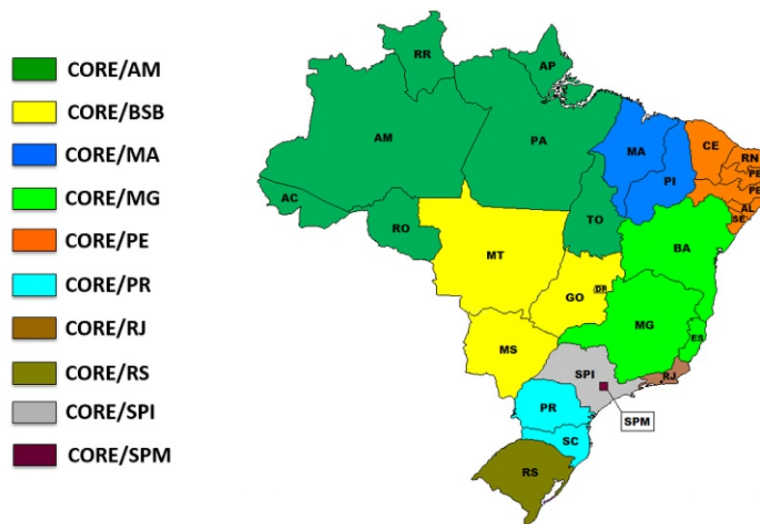 CORE/AM
CORE/BSB
CORE/MA
CORE/MG
CORE/PE
CORE/PR
CORE/RJ
CORE/RS
CORE/SPI
CORE/SPM
RR
AP
AM
PA
MA
CE
RN
PB
PI
PE
AC
TO
AL
SE
RO
BA
MT
GO
DF
MG
ES
MS
SPI
RJ
PR
SPM
SC
RS